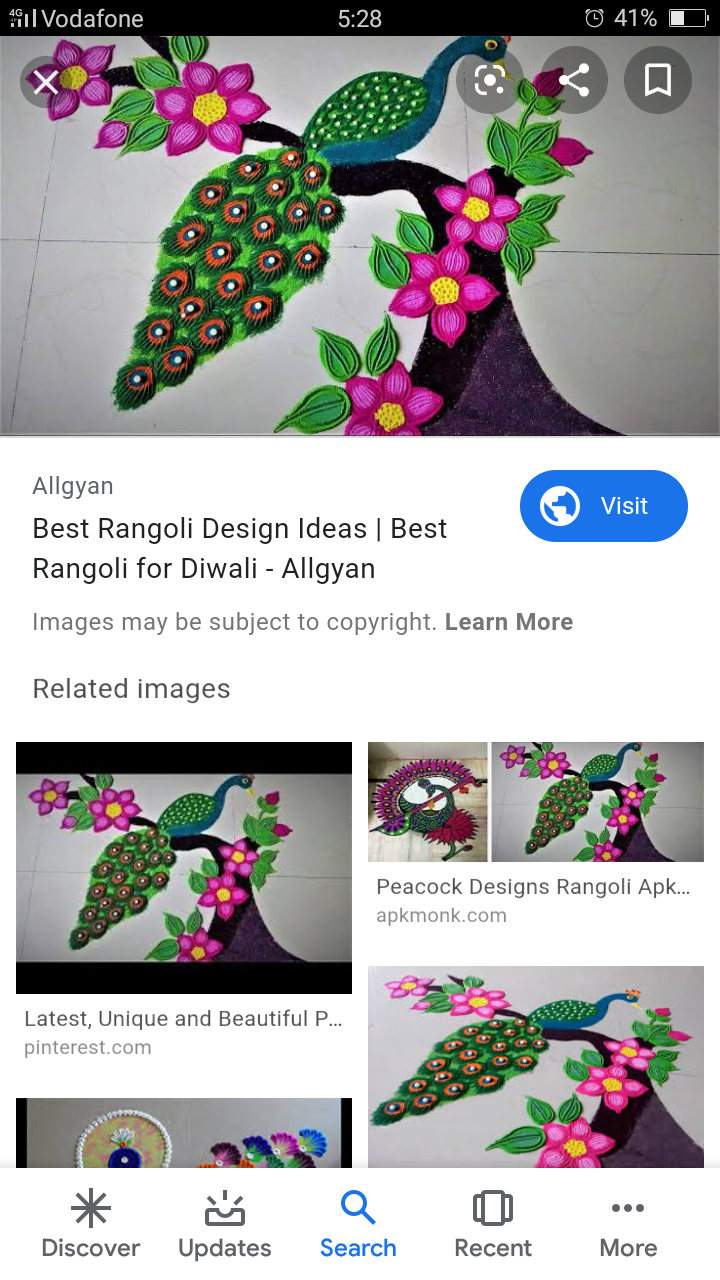 4G Vodafone 5:28 41%
Allgyan
Visit
Best Rangoli Design Ideas | Best
Rangoli for Diwali - Allgyan
Images may be subject to copyright. Learn More
Related images
Peacock Designs Rangoli Apk...
apkmonk.com
Latest, Unique and Beautiful P...
pinterest.com
Discover Updates Search Recent More